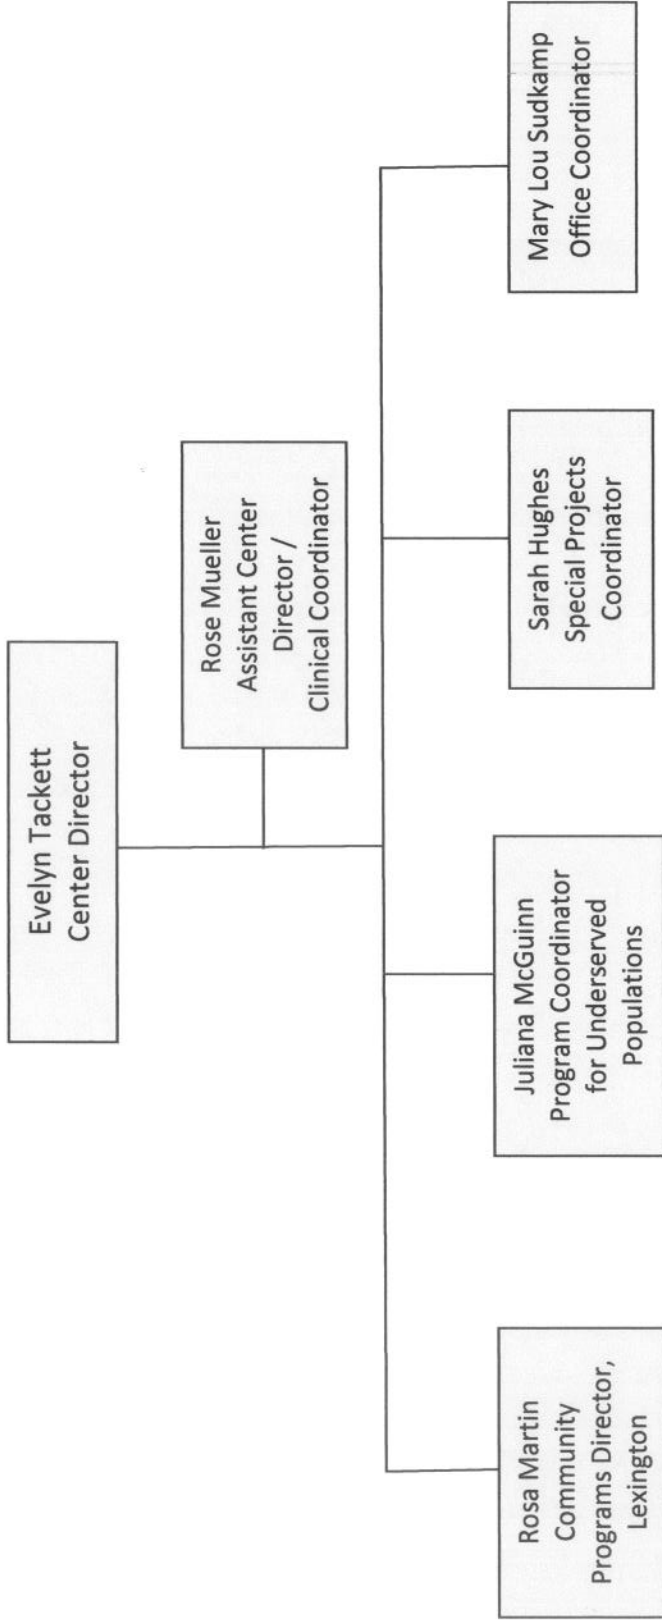 Evelyn Tackett
Center Director
Rose Mueller
Assistant Center
Director /
Clinical Coordinator
Rosa Martin
Community
Programs Director,
Lexington
Juliana McGuinn
Program Coordinator
for Underserved
Populations
Sarah Hughes
Special Projects
Coordinator
Mary Lou Sudkamp
Office Coordinator